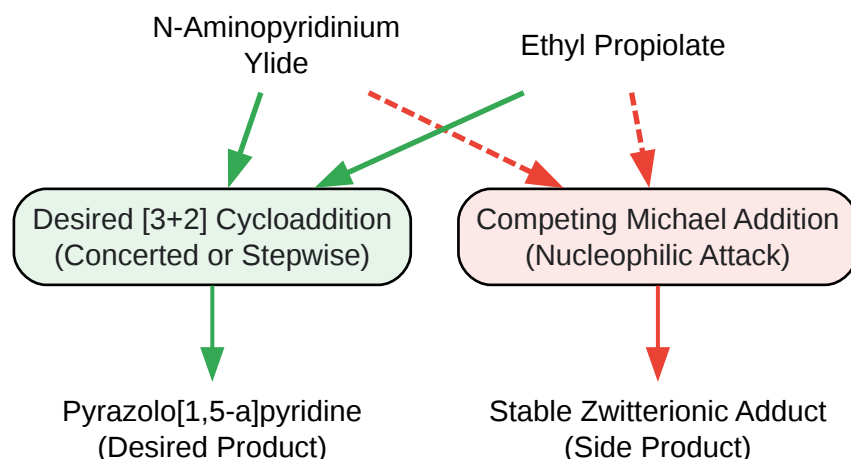 N-Aminopyridinium
Ylide
Ethyl Propiolate
Desired [3+2] Cycloaddition
(Concerted or Stepwise)
Competing Michael Addition
(Nucleophilic Attack)
Pyrazolo[1,5-a]pyridine
(Desired Product)
Stable Zwitterionic Adduct
(Side Product)